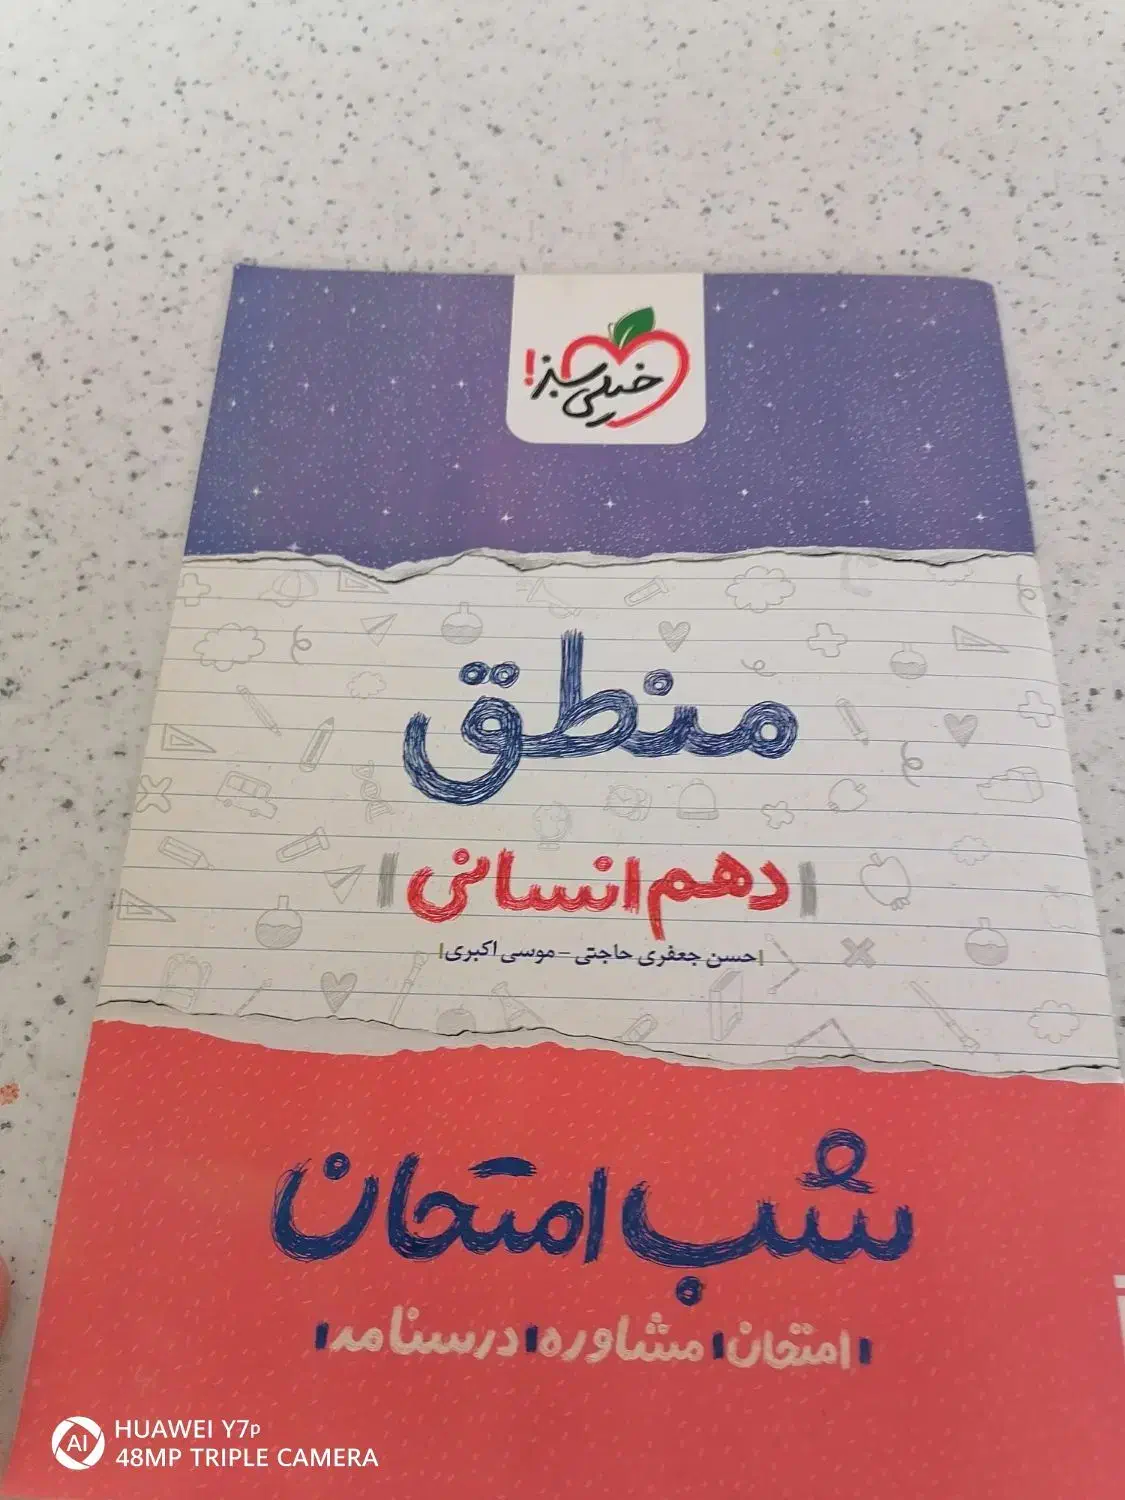 خیلی سبز!
منطق
دهم انسانی
حسن جعفری حاجتی - موسی اکبری
شب امتحان
امتحان مشاوره درسنامه
HUAWEI Y7p
AI
48MP TRIPLE CAMERA